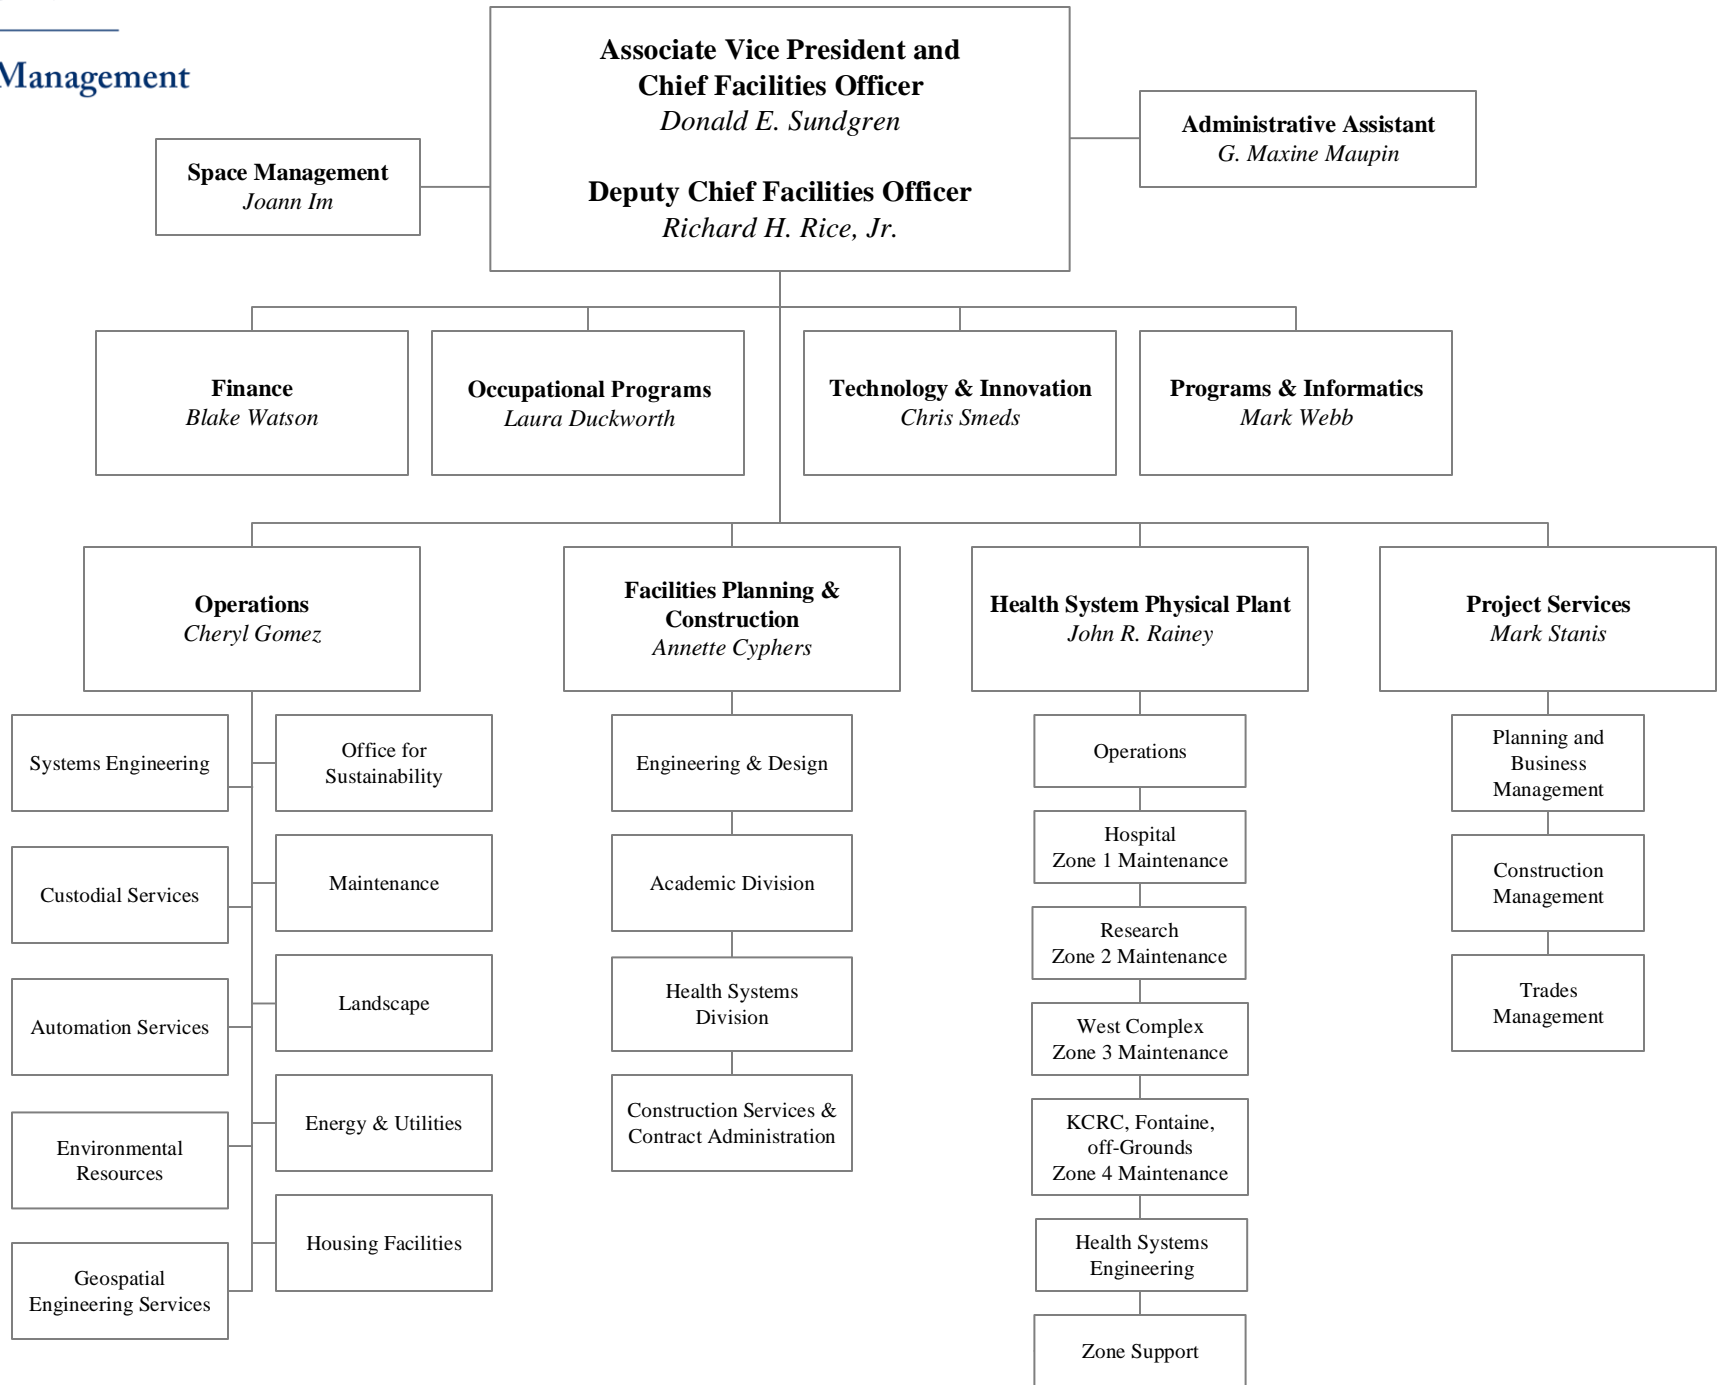 Management
Associate Vice President and
Chief Facilities Officer
Donald E. Sundgren
Deputy Chief Facilities Officer
Richard H. Rice, Jr.
Administrative Assistant
G. Maxine Maupin
Space Management
Joann Im
Finance
Blake Watson
Occupational Programs
Laura Duckworth
Technology & Innovation
Chris Smeds
Programs & Informatics
Mark Webb
Operations
Cheryl Gomez
Facilities Planning &
Construction
Annette Cyphers
Health System Physical Plant
John R. Rainey
Project Services
Mark Stanis
Systems Engineering
Custodial Services
Automation Services
Environmental
Resources
Geospatial
Engineering Services
Office for
Sustainability
Maintenance
Landscape
Energy & Utilities
Housing Facilities
Engineering & Design
Academic Division
Health Systems
Division
Construction Services &
Contract Administration
Operations
Hospital
Zone 1 Maintenance
Research
Zone 2 Maintenance
West Complex
Zone 3 Maintenance
KCRC, Fontaine,
off-Grounds
Zone 4 Maintenance
Health Systems
Engineering
Zone Support
Planning and
Business
Management
Construction
Management
Trades
Management